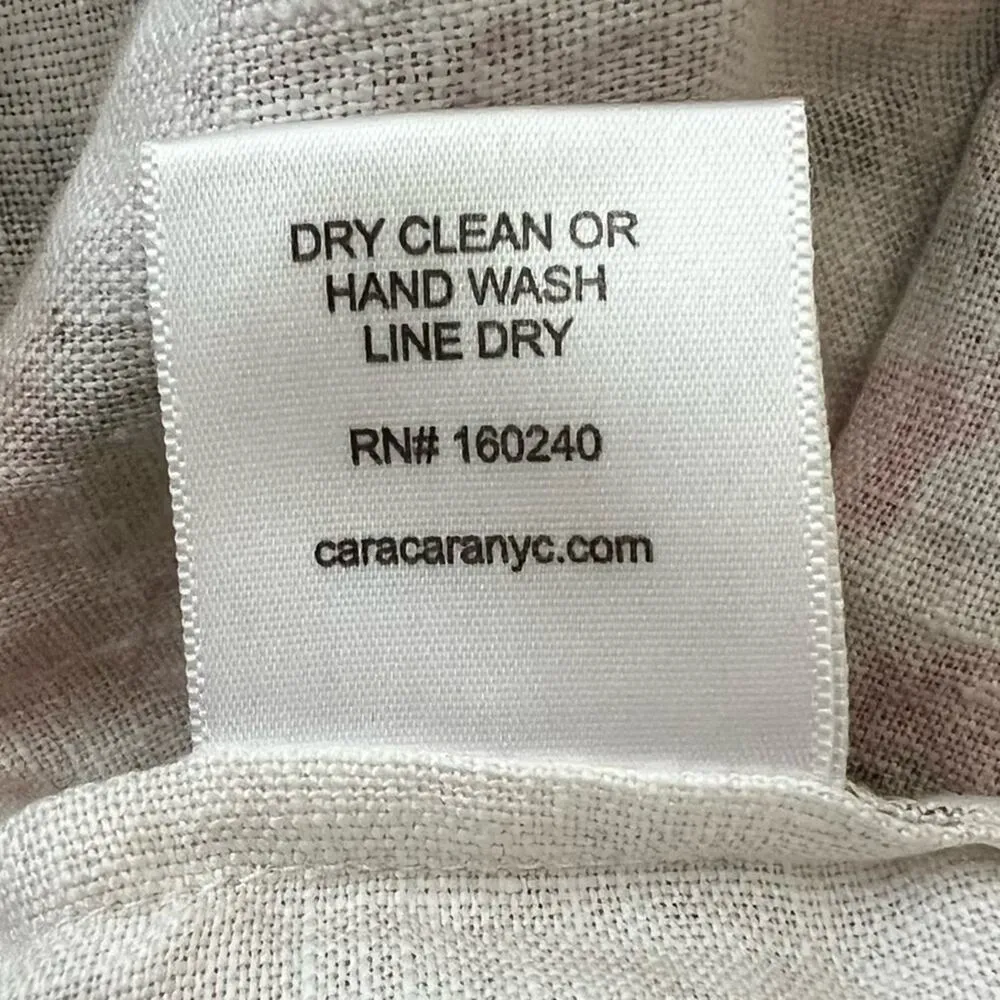 DRY CLEAN OR
HAND WASH
LINE DRY
RN# 160240
caracaranyc.com